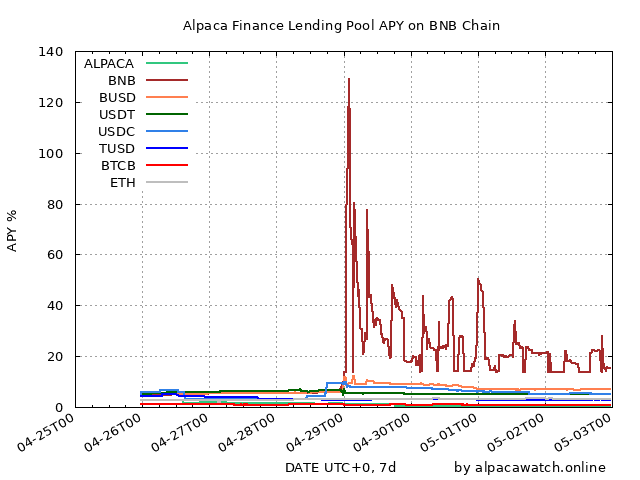 Alpaca Finance Lending Pool APY on BNB Chain
140
120
100
80
60
40
20
0
APY %
ALPACA
BNB
BUSD
USDT
USDC
TUSD
BTCB
ETH
04-25T00
04-26T00
04-27T00
04-28T00
04-29T00
04-30T00
05-01T00
05-02T00
05-03T00
DATE UTC+0, 7d
by alpacawatch.online